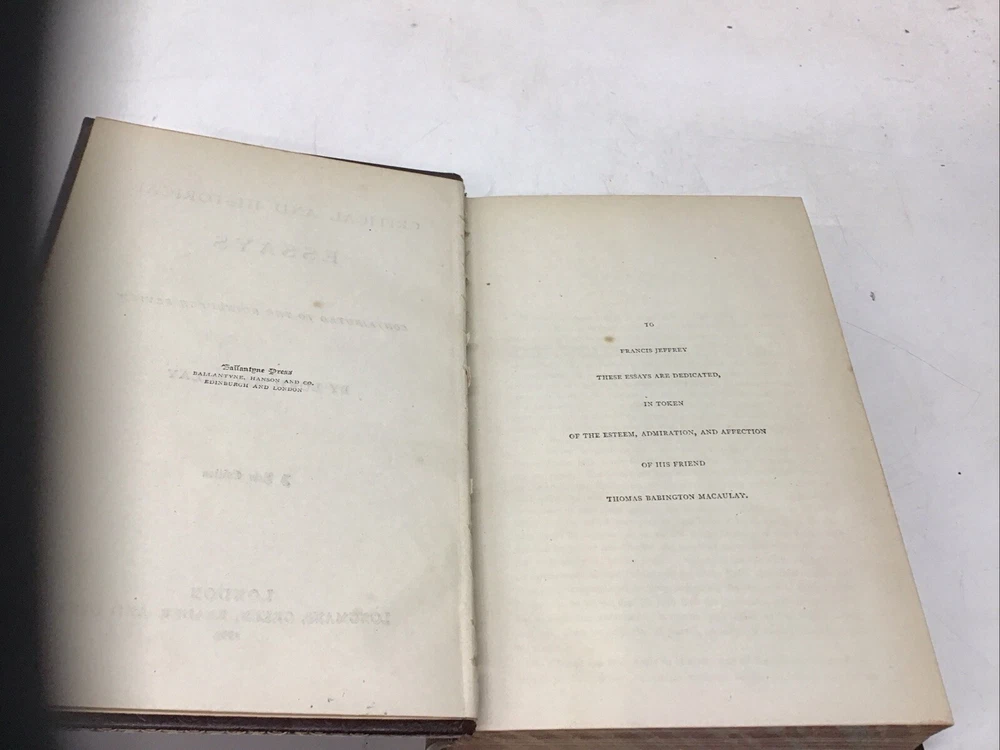 Ballantyne Press
BALLANTYNE, HANSON AND CO.
EDINBURGH AND LONDON
TO
FRANCIS JEFFREY
THESE ESSAYS ARE DEDICATED,
IN TOKEN
OF THE ESTEEM, ADMIRATION, AND AFFECTION
OF HIS FRIEND
THOMAS BABINGTON MACAULAY.